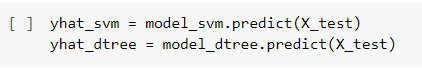 [ ] yhat_svm = model_svm.predict(X_test)
yhat_dtree = model_dtree.predict(X_test)